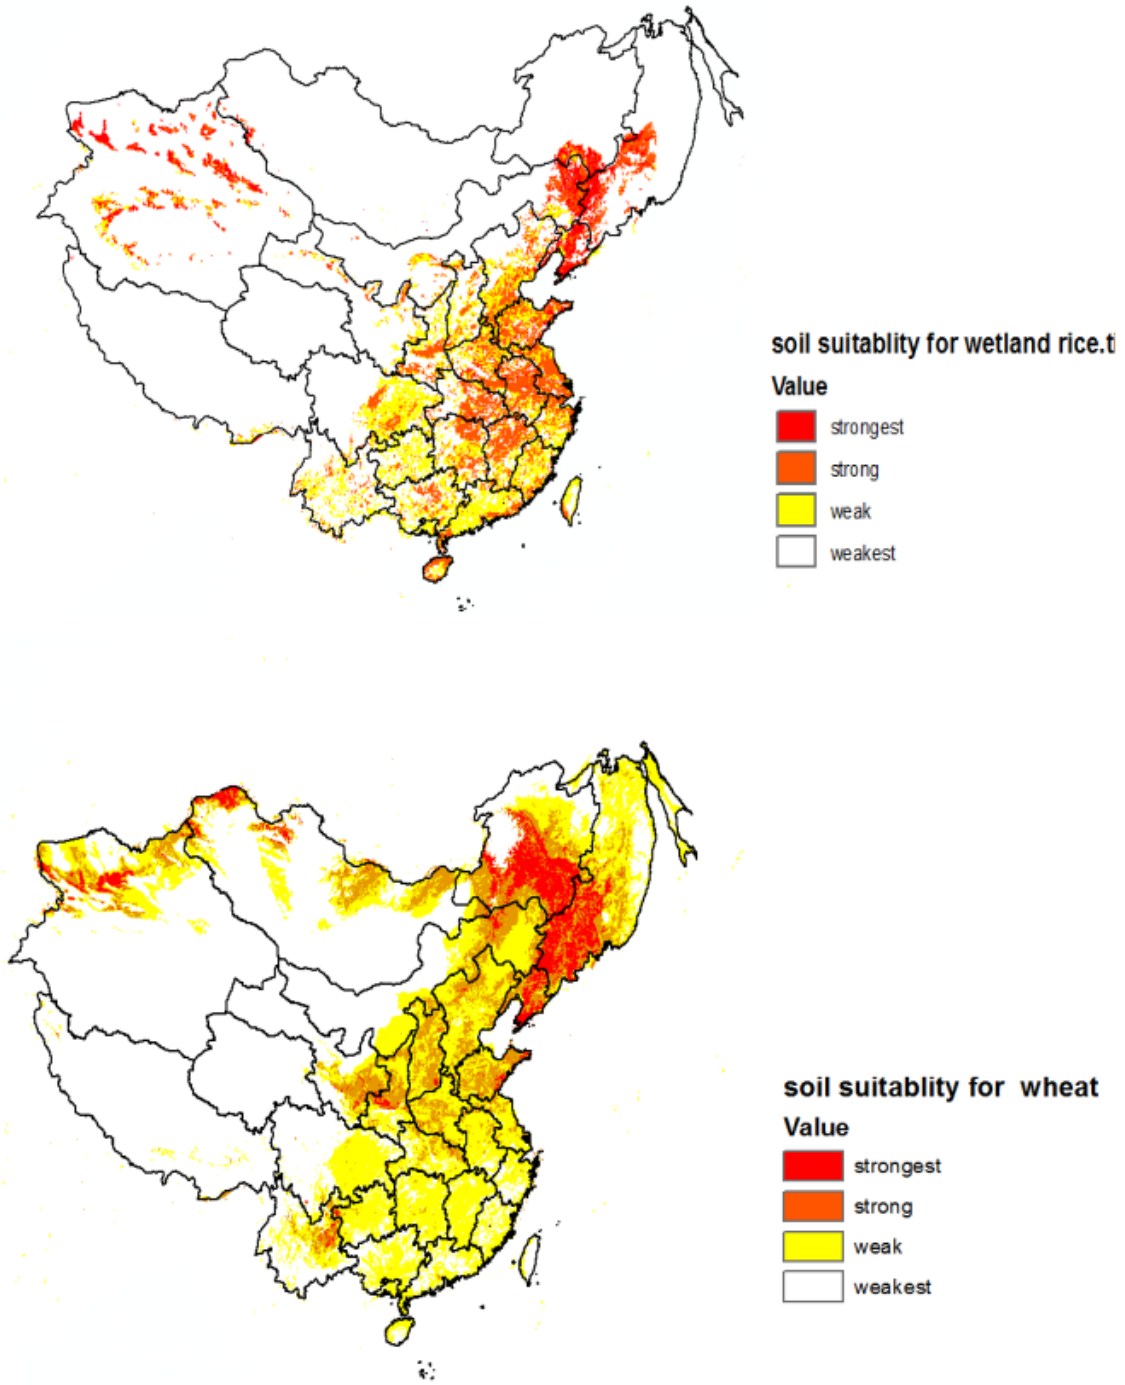 soil suitablity for wetland rice.ti
Value
strongest
strong
weak
weakest
soil suitablity for wheat
Value
strongest
strong
weak
weakest